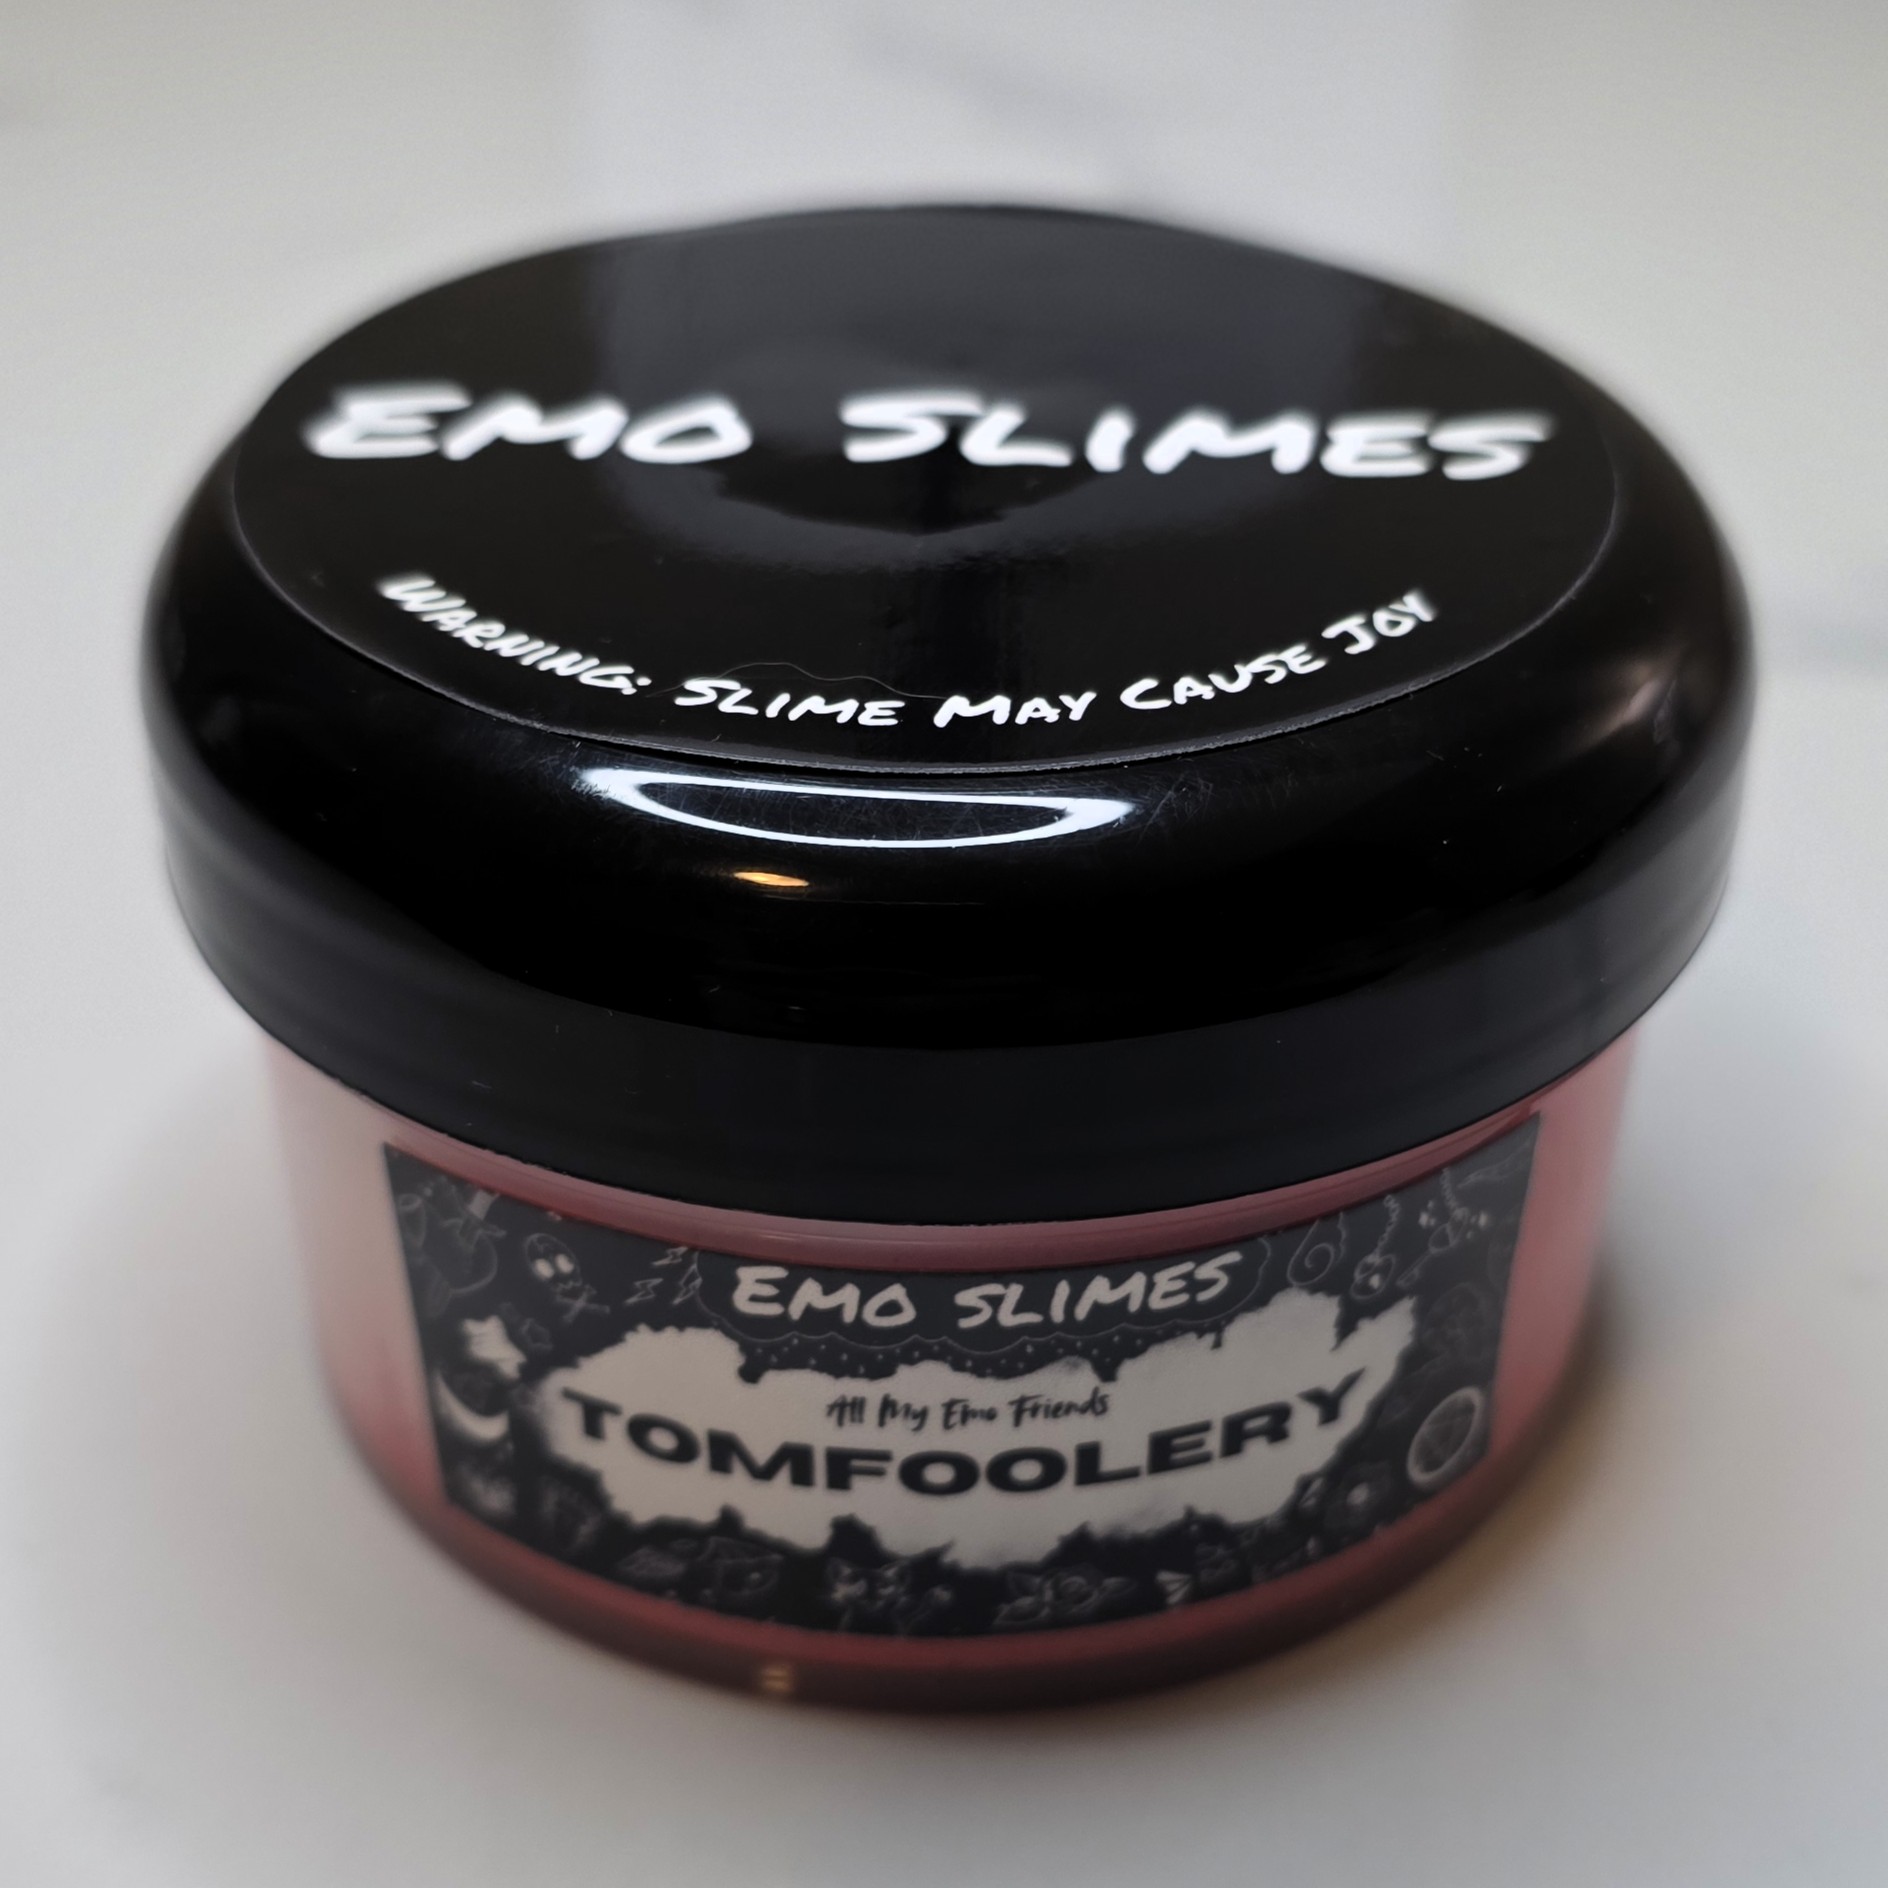 EMO SLIMES
WARNING: SLIME MAY CAUSE JOY
EMO SLIMES
All My Emo Friends
TOMFOOLERY